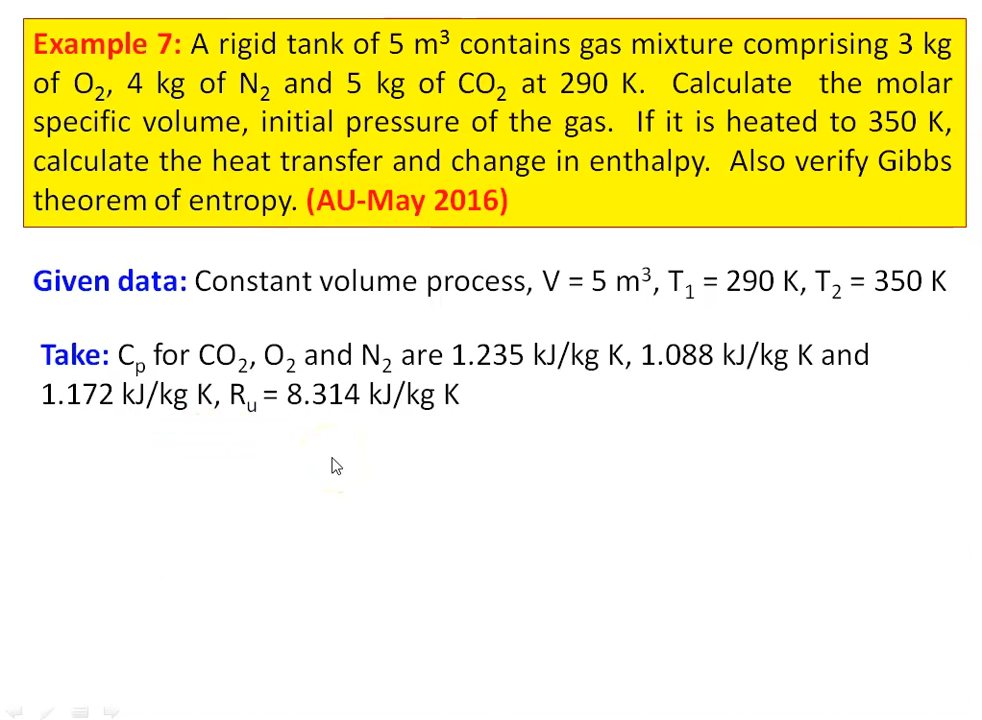 Example 7: A rigid tank of 5 m³ contains gas mixture comprising 3 kg
of O₂, 4 kg of N₂ and 5 kg of CO₂ at 290 K. Calculate the molar
specific volume, initial pressure of the gas. If it is heated to 350 K,
calculate the heat transfer and change in enthalpy. Also verify Gibbs
theorem of entropy. (AU-May 2016)
Given data: Constant volume process, V = 5 m³, T₁ = 290 K, T₂ = 350 K
Take: Cₚ for CO₂, O₂ and N₂ are 1.235 kJ/kg K, 1.088 kJ/kg K and
1.172 kJ/kg K, Rᵤ = 8.314 kJ/kg K